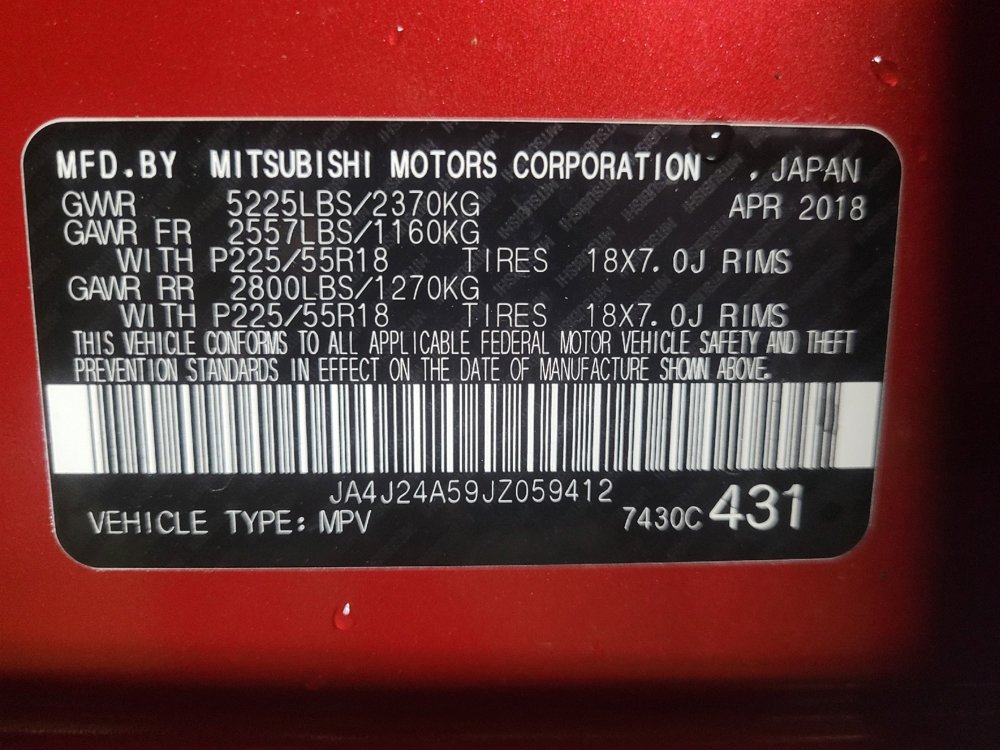 MFD.BY MITSUBISHI MOTORS CORPORATION , JAPAN
GVWR 5225LBS/2370KG APR 2018
GAWR FR 2557LBS/1160KG
WITH P225/55R18 TIRES 18X7.0J RIMS
GAWR RR 2800LBS/1270KG
WITH P225/55R18 TIRES 18X7.0J RIMS
THIS VEHICLE CONFORMS TO ALL APPLICABLE FEDERAL MOTOR VEHICLE SAFETY AND THEFT
PREVENTION STANDARDS IN EFFECT ON THE DATE OF MANUFACTURE SHOWN ABOVE.
JA4J24A59JZ059412
VEHICLE TYPE: MPV 7430C 431